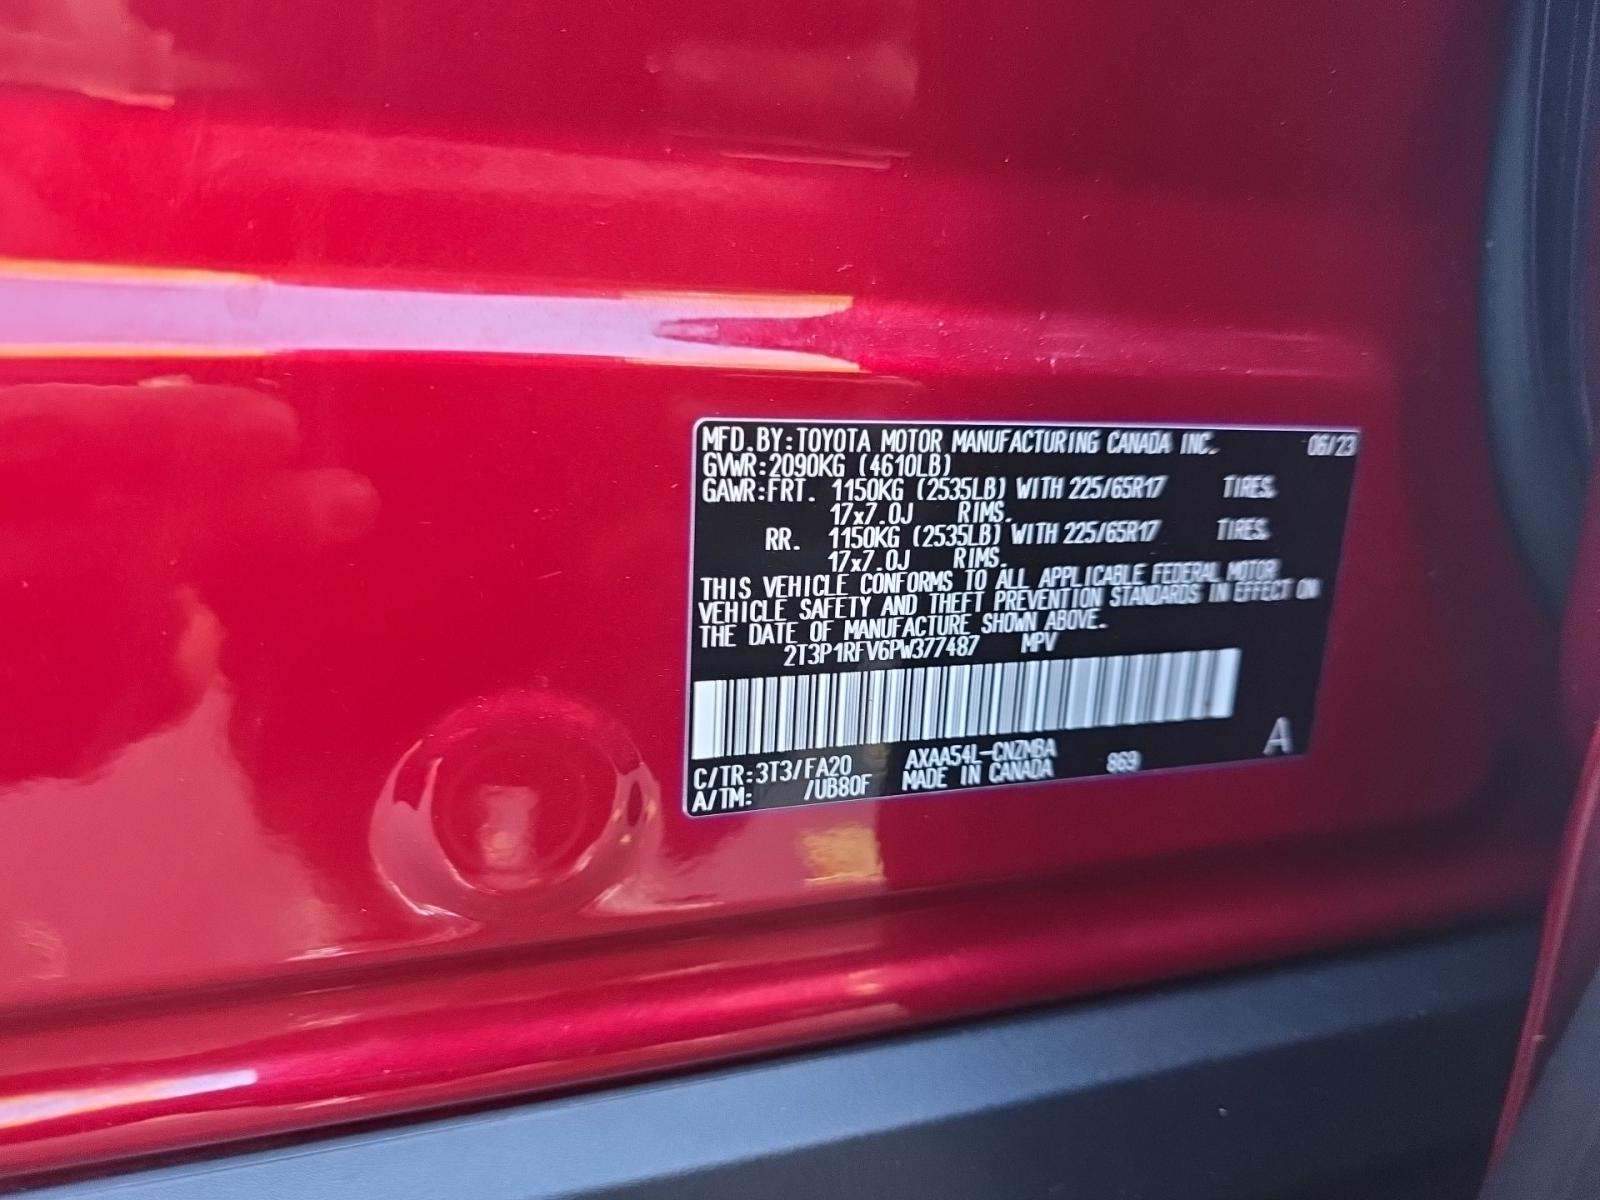 MFD.BY:TOYOTA MOTOR MANUFACTURING CANADA INC. 06/23
GVWR:2090KG (4610LB)
GAWR:FRT. 1150KG (2535LB) WITH 225/65R17 TIRES.
17x7.0J RIMS.
RR. 1150KG (2535LB) WITH 225/65R17 TIRES.
17x7.0J RIMS.
THIS VEHICLE CONFORMS TO ALL APPLICABLE FEDERAL MOTOR
VEHICLE SAFETY AND THEFT PREVENTION STANDARDS IN EFFECT ON
THE DATE OF MANUFACTURE SHOWN ABOVE.
2T3P1RFV6PW377487 MPV
C/TR:3T3/FA20 AXAA54L-CNZMBA 869 A
A/TM: /UB80F MADE IN CANADA